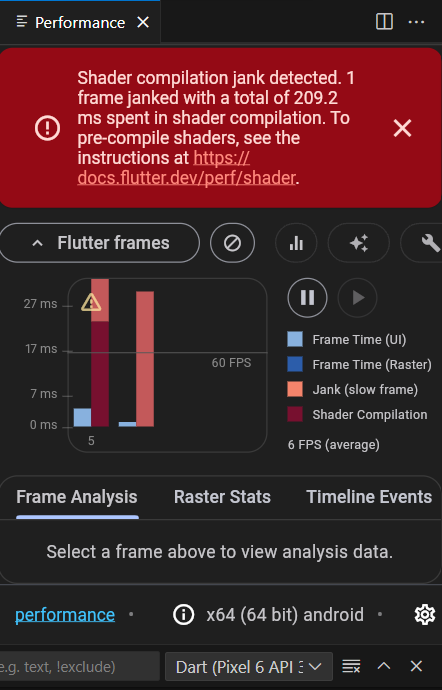 Performance
Shader compilation jank detected. 1
frame janked with a total of 209.2
ms spent in shader compilation. To
pre-compile shaders, see the
instructions at https://
docs.flutter.dev/perf/shader.
Flutter frames
27 ms
17 ms
7 ms
0 ms
60 FPS
5
Frame Time (UI)
Frame Time (Raster)
Jank (slow frame)
Shader Compilation
6 FPS (average)
Frame Analysis Raster Stats Timeline Events
Select a frame above to view analysis data.
performance • x64 (64 bit) android •
e.g. text, !exclude) Dart (Pixel 6 API